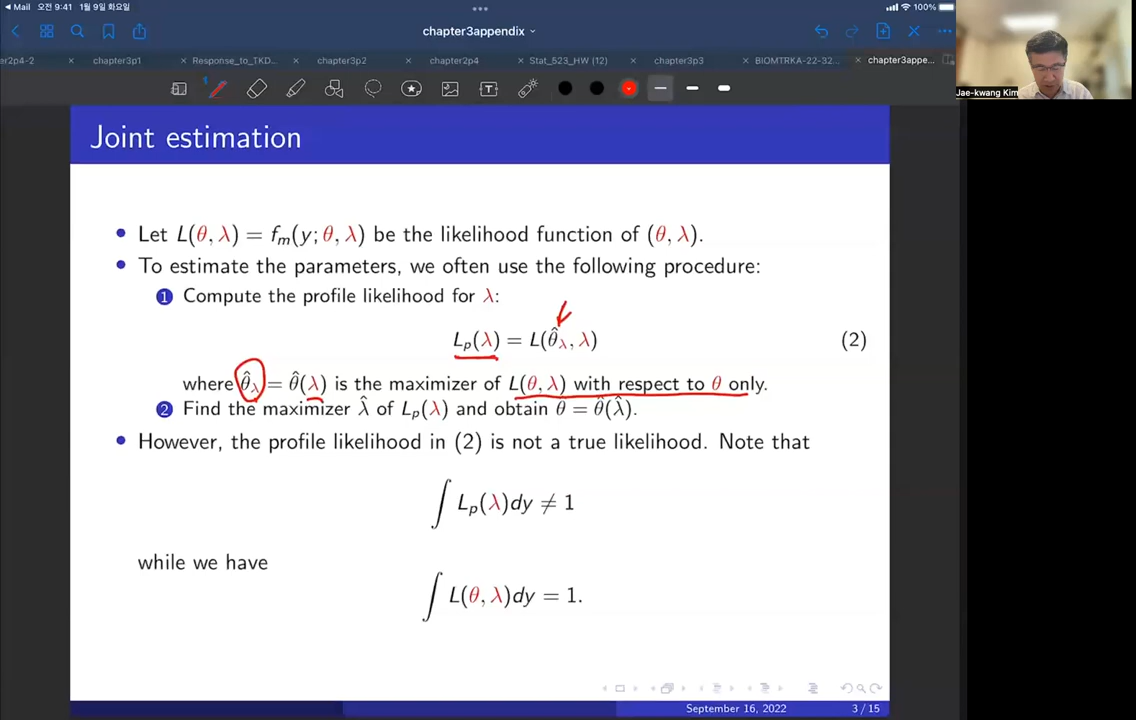 Mail 오전 9:41 1월 9일 화요일
100%
chapter3appendix
er2p4-2
chapter3p1
Response_to_TKD...
chapter3p2
chapter2p4
Stat_523_HW (12)
chapter3p3
BIOMTRKA-22-32...
chapter3appe...
Jae-kwang Kim
Joint estimation
• Let L(θ, λ) = fₘ(y; θ, λ) be the likelihood function of (θ, λ).
• To estimate the parameters, we often use the following procedure:
1 Compute the profile likelihood for λ:
Lₚ(λ) = L(θ̂_λ, λ) (2)
where θ̂_λ = θ̂(λ) is the maximizer of L(θ, λ) with respect to θ only.
2 Find the maximizer λ̂ of Lₚ(λ) and obtain θ̂ = θ̂(λ̂).
• However, the profile likelihood in (2) is not a true likelihood. Note that
∫ Lₚ(λ)dy ≠ 1
while we have
∫ L(θ, λ)dy = 1.
September 16, 2022 3 / 15